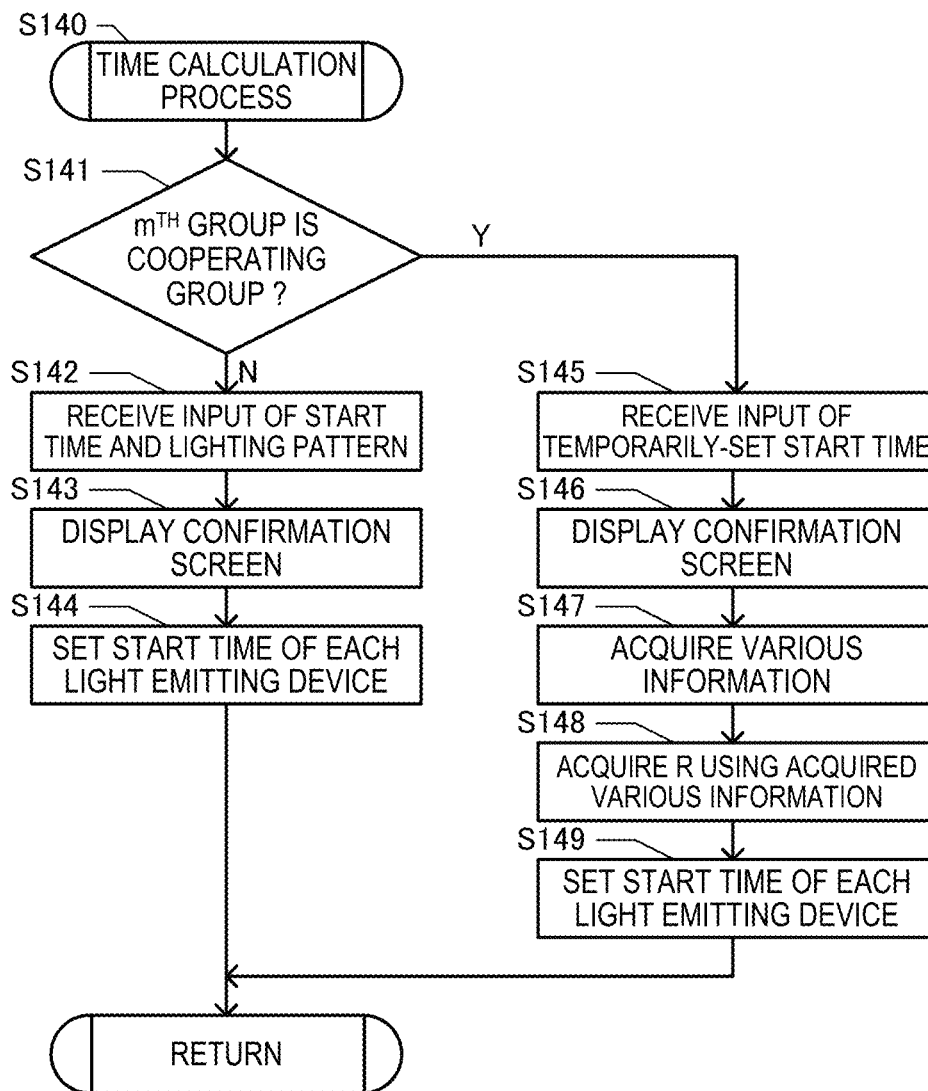 S140
TIME CALCULATION
PROCESS
S141
mTH GROUP IS
COOPERATING
GROUP ?
Y
N
S142
RECEIVE INPUT OF START
TIME AND LIGHTING PATTERN
S143
DISPLAY CONFIRMATION
SCREEN
S144
SET START TIME OF EACH
LIGHT EMITTING DEVICE
S145
RECEIVE INPUT OF
TEMPORARILY-SET START TIME
S146
DISPLAY CONFIRMATION
SCREEN
S147
ACQUIRE VARIOUS
INFORMATION
S148
ACQUIRE R USING ACQUIRED
VARIOUS INFORMATION
S149
SET START TIME OF EACH
LIGHT EMITTING DEVICE
RETURN